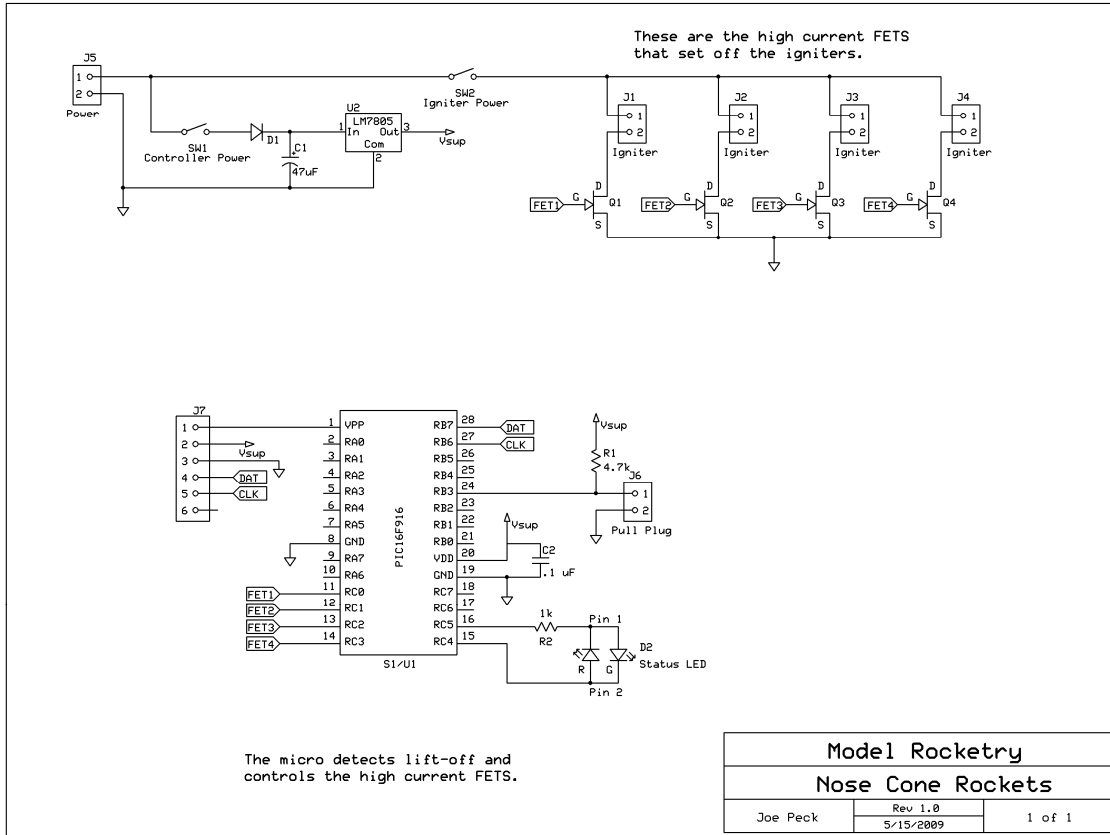 These are the high current FETS
that set off the igniters.
J5
1
2
Power
SW1
Controller Power
D1
C1
+
47uF
U2
LM7805
1
In
Out
3
Com
2
Vsup
SW2
Igniter Power
J1
1
2
Igniter
J2
1
2
Igniter
J3
1
2
Igniter
J4
1
2
Igniter
FET1
G
D
S
Q1
FET2
G
D
S
Q2
FET3
G
D
S
Q3
FET4
G
D
S
Q4
J7
1
2
Vsup
3
4
DAT
5
CLK
6
PIC16F916
1 VPP
2 RA0
3 RA1
4 RA2
5 RA3
6 RA4
7 RA5
8 GND
9 RA7
10 RA6
FET1 11 RC0
FET2 12 RC1
FET3 13 RC2
FET4 14 RC3
RB7 28 DAT
RB6 27 CLK
RB5 26
RB4 25
RB3 24
RB2 23
RB1 22
RB0 21
VDD 20
GND 19
RC7 18
RC6 17
RC5 16
RC4 15
S1/U1
Vsup
R1
4.7k
J6
1
2
Pull Plug
Vsup
C2
.1 uF
1k
R2
Pin 1
R
G
D2
Status LED
Pin 2
The micro detects lift-off and
controls the high current FETS.
Model Rocketry
Nose Cone Rockets
Joe Peck
Rev 1.0
5/15/2009
1 of 1